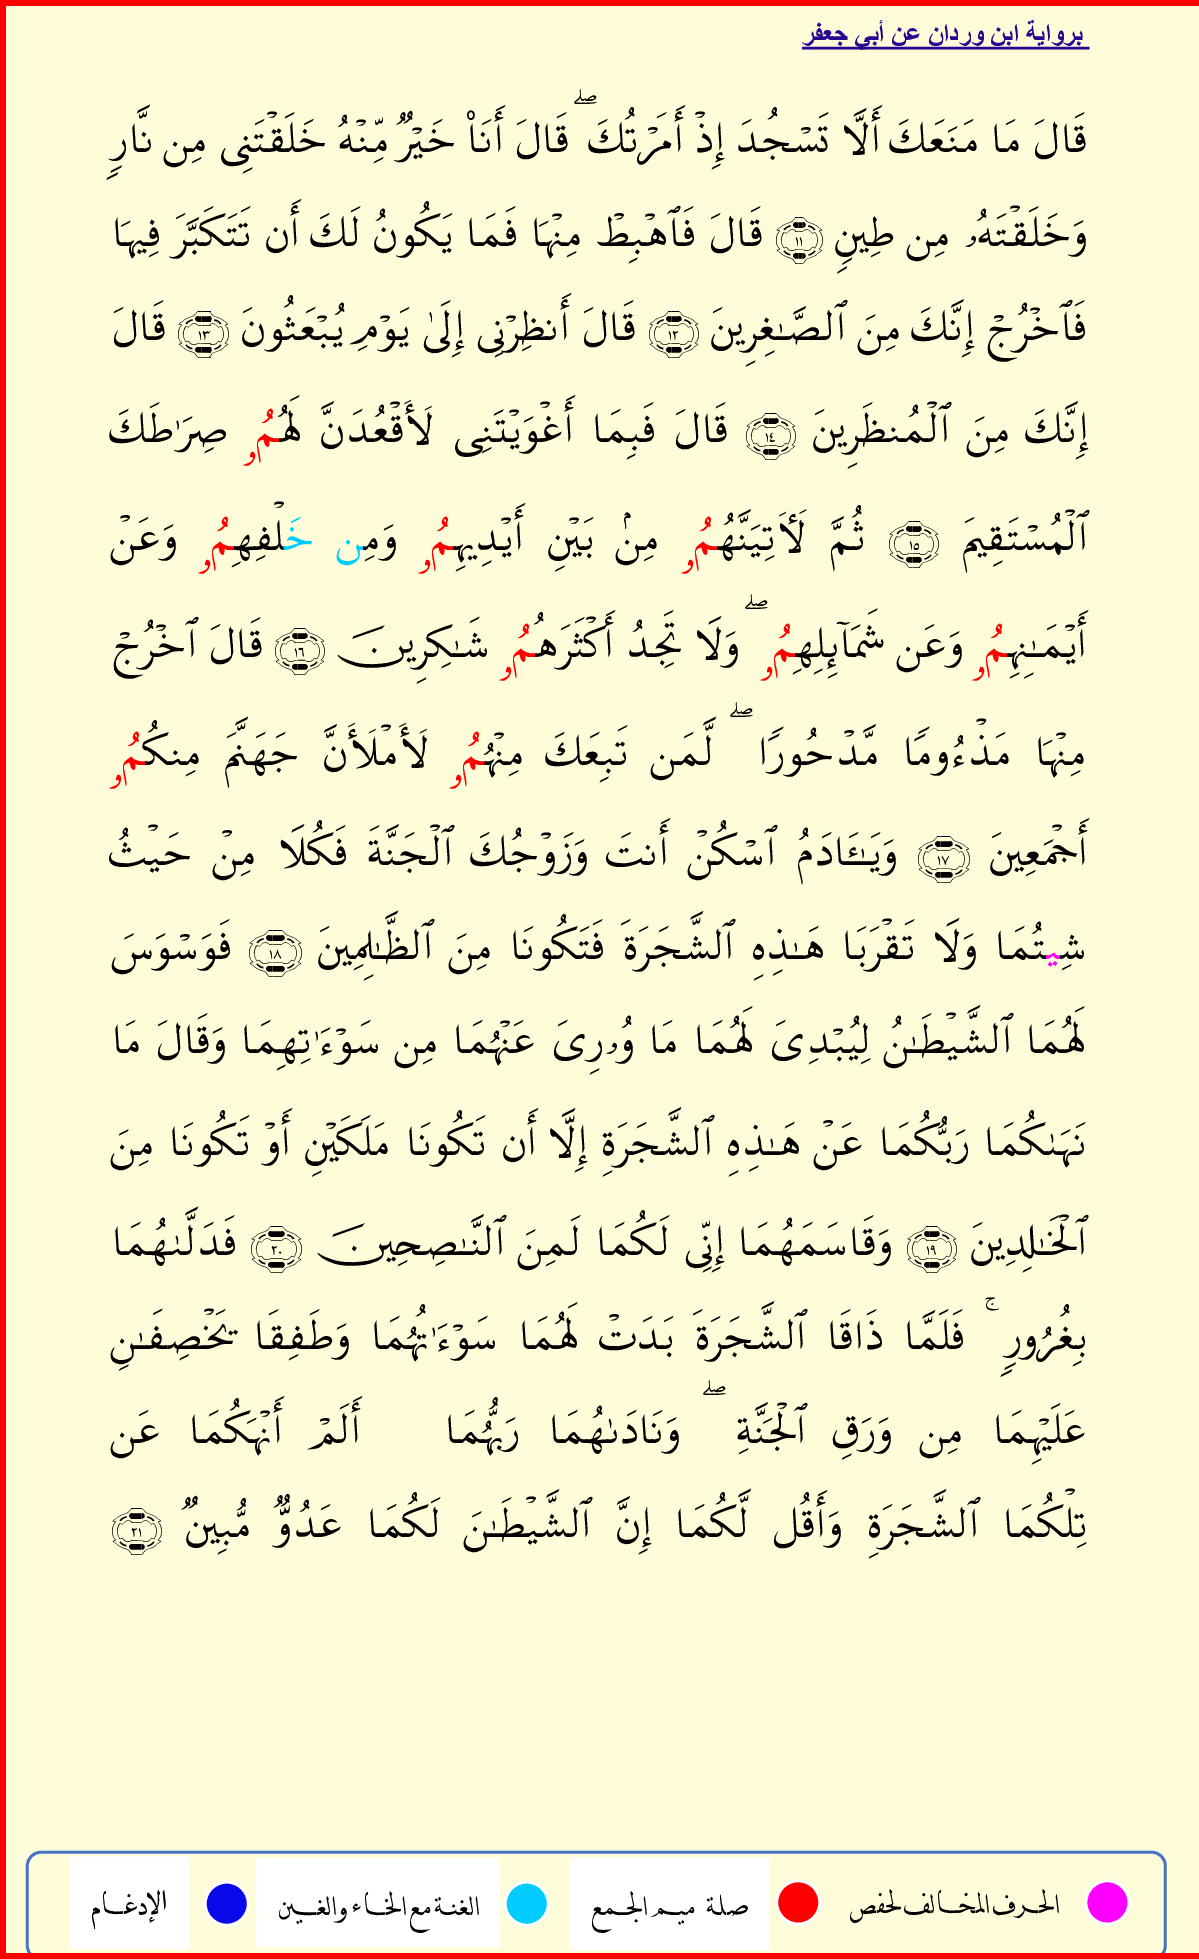 برواية ابن وردان عن أبي جعفر
قَالَ مَا مَنَعَكَ أَلَّا تَسۡجُدَ إِذۡ أَمَرۡتُكَۖ قَالَ أَنَا۠ خَيۡرٞ مِّنۡهُ خَلَقۡتَنِي مِن نَّارٖ
وَخَلَقۡتَهُۥ مِن طِينٖ ١١ قَالَ فَٱهۡبِطۡ مِنۡهَا فَمَا يَكُونُ لَكَ أَن تَتَكَبَّرَ فِيهَا
فَٱخۡرُجۡ إِنَّكَ مِنَ ٱلصَّٰغِرِينَ ١٢ قَالَ أَنظِرۡنِي إِلَىٰ يَوۡمِ يُبۡعَثُونَ ١٣ قَالَ
إِنَّكَ مِنَ ٱلۡمُنظَرِينَ ١٤ قَالَ فَبِمَا أَغۡوَيۡتَنِي لَأَقۡعُدَنَّ لَهُمُۥ صِرَٰطَكَ
ٱلۡمُسۡتَقِيمَ ١٥ ثُمَّ لَأٓتِيَنَّهُمُۥ مِنۢ بَيۡنِ أَيۡدِيهِمُۥ وَمِن خَلۡفِهِمُۥ وَعَنۡ
أَيۡمَٰنِهِمُۥ وَعَن شَمَآئِلِهِمُۥۖ وَلَا تَجِدُ أَكۡثَرَهُمُۥ شَٰكِرِينَ ١٦ قَالَ ٱخۡرُجۡ
مِنۡهَا مَذۡءُومٗا مَّدۡحُورٗاۖ لَّمَن تَبِعَكَ مِنۡهُمُۥ لَأَمۡلَأَنَّ جَهَنَّمَ مِنكُمُۥ
أَجۡمَعِينَ ١٧ وَيَٰٓـَٔادَمُ ٱسۡكُنۡ أَنتَ وَزَوۡجُكَ ٱلۡجَنَّةَ فَكُلَا مِنۡ حَيۡثُ
شِيتُمَا وَلَا تَقۡرَبَا هَٰذِهِ ٱلشَّجَرَةَ فَتَكُونَا مِنَ ٱلظَّٰلِمِينَ ١٨ فَوَسۡوَسَ
لَهُمَا ٱلشَّيۡطَٰنُ لِيُبۡدِيَ لَهُمَا مَا وُۥرِيَ عَنۡهُمَا مِن سَوۡءَٰتِهِمَا وَقَالَ مَا
نَهَىٰكُمَا رَبُّكُمَا عَنۡ هَٰذِهِ ٱلشَّجَرَةِ إِلَّا أَن تَكُونَا مَلَكَيۡنِ أَوۡ تَكُونَا مِنَ
ٱلۡخَٰلِدِينَ ١٩ وَقَاسَمَهُمَا إِنِّي لَكُمَا لَمِنَ ٱلنَّٰصِحِينَ ٢٠ فَدَلَّىٰهُمَا
بِغُرُورٖۚ فَلَمَّا ذَاقَا ٱلشَّجَرَةَ بَدَتۡ لَهُمَا سَوۡءَٰتُهُمَا وَطَفِقَا يَخۡصِفَٰنِ
عَلَيۡهِمَا مِن وَرَقِ ٱلۡجَنَّةِۖ وَنَادَىٰهُمَا رَبُّهُمَا أَلَمۡ أَنۡهَكُمَا عَن
تِلۡكُمَا ٱلشَّجَرَةِ وَأَقُل لَّكُمَا إِنَّ ٱلشَّيۡطَٰنَ لَكُمَا عَدُوّٞ مُّبِينٞ ٢١
الحرف المخالف لحفص صلة ميم الجمع الغنة مع الخاء والغين الإدغام